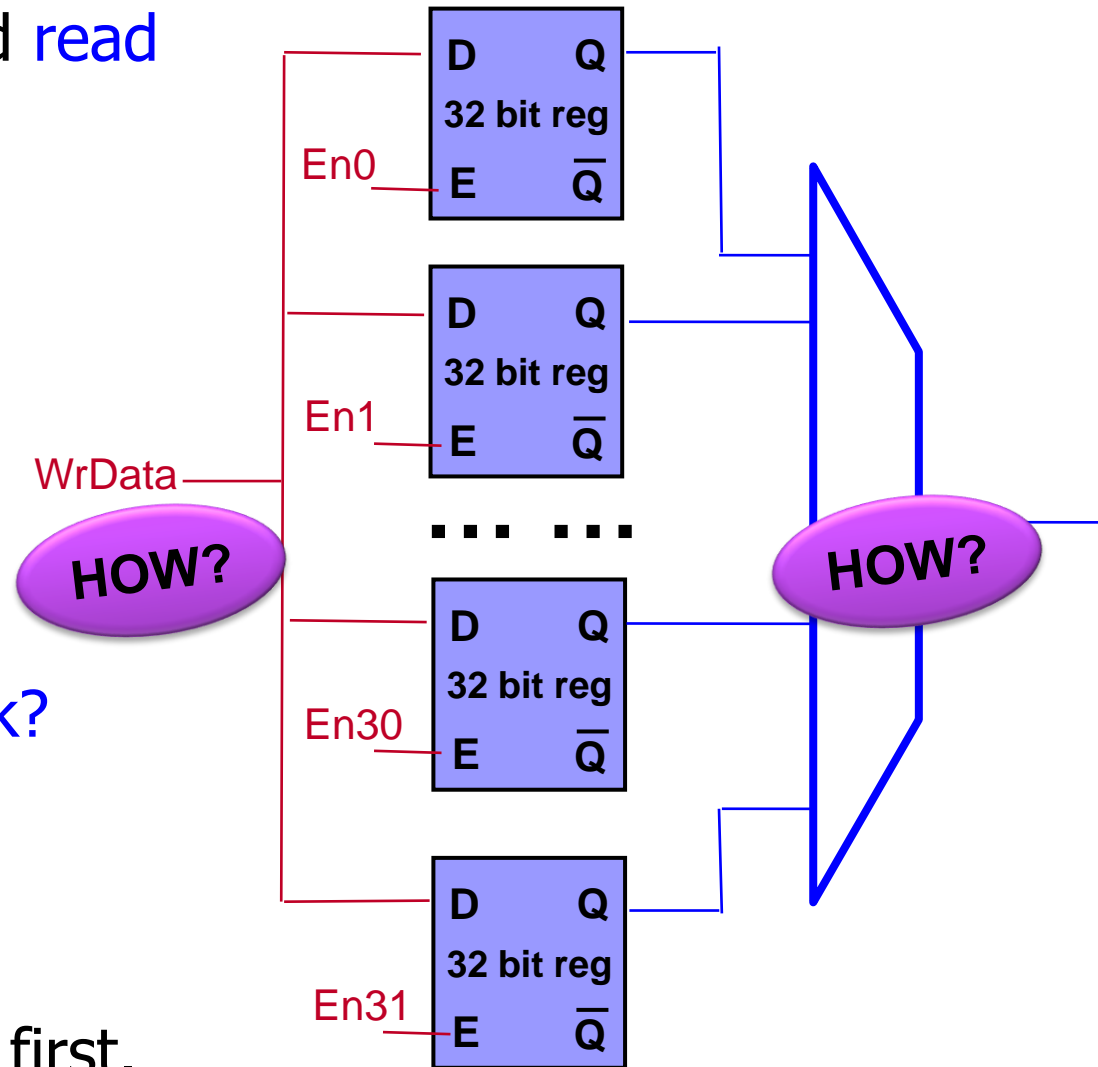 read
D Q
32 bit reg
En0
E Q̅
D Q
32 bit reg
En1
E Q̅
WrData
... ...
HOW?
HOW?
D Q
32 bit reg
k?
En30
E Q̅
D Q
32 bit reg
En31
E Q̅
first.